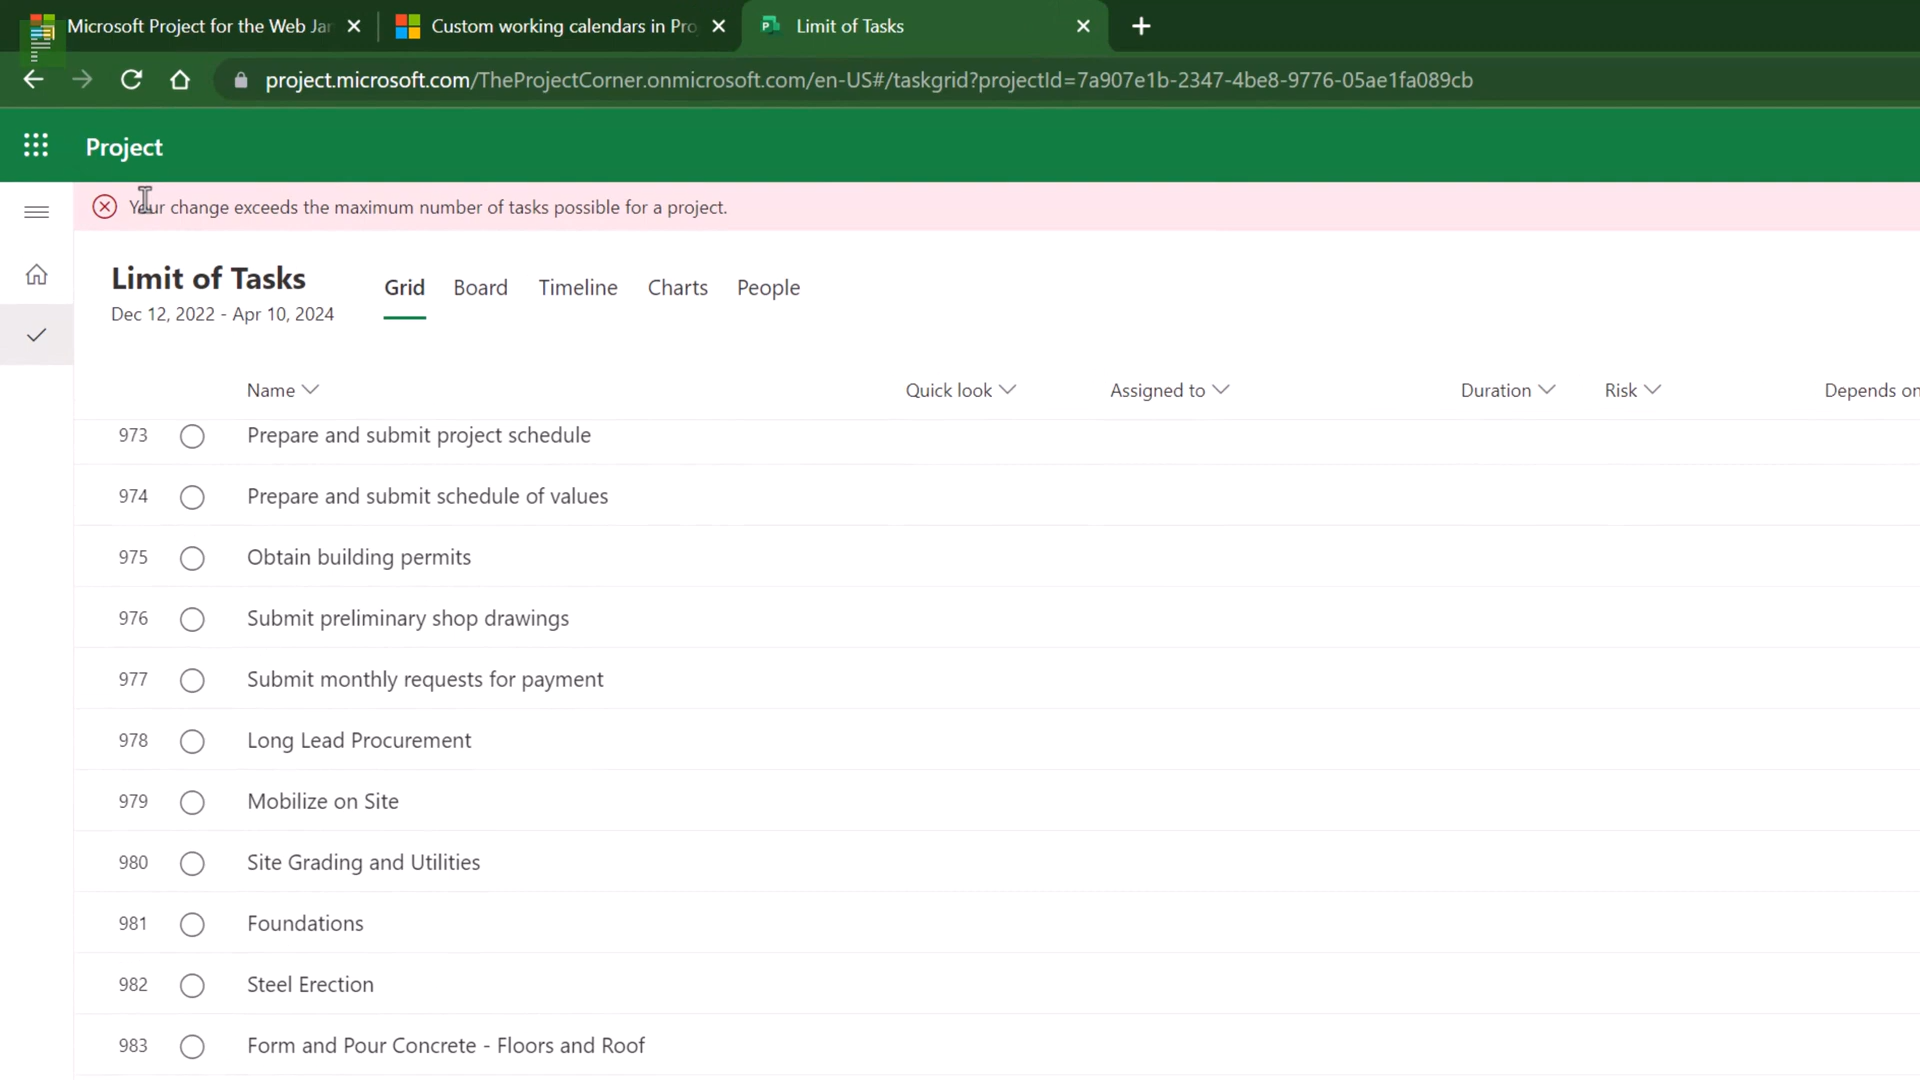 Microsoft Project for the Web Jar
Custom working calendars in Pro
Limit of Tasks
project.microsoft.com/TheProjectCorner.onmicrosoft.com/en-US#/taskgrid?projectId=7a907e1b-2347-4be8-9776-05ae1fa089cb
Project
Your change exceeds the maximum number of tasks possible for a project.
Limit of Tasks
Grid Board Timeline Charts People
Dec 12, 2022 - Apr 10, 2024
Name Quick look Assigned to Duration Risk Depends on
973 Prepare and submit project schedule
974 Prepare and submit schedule of values
975 Obtain building permits
976 Submit preliminary shop drawings
977 Submit monthly requests for payment
978 Long Lead Procurement
979 Mobilize on Site
980 Site Grading and Utilities
981 Foundations
982 Steel Erection
983 Form and Pour Concrete - Floors and Roof